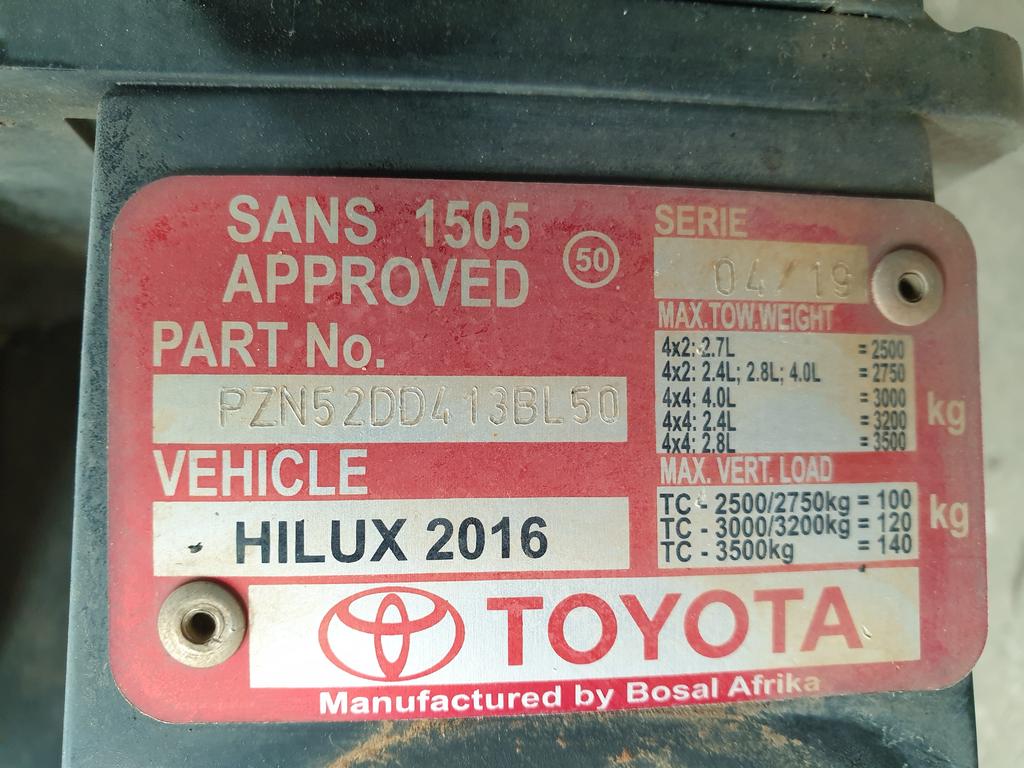 SANS 1505
APPROVED
50
PART No.
PZN52DD413BL50
VEHICLE
HILUX 2016
SERIE
04/19
MAX.TOW.WEIGHT
4x2: 2.7L = 2500
4x2: 2.4L; 2.8L; 4.0L = 2750
4x4: 4.0L = 3000
4x4: 2.4L = 3200
4x4: 2.8L = 3500
kg
MAX. VERT. LOAD
TC - 2500/2750kg = 100
TC - 3000/3200kg = 120
TC - 3500kg = 140
kg
TOYOTA
Manufactured by Bosal Afrika